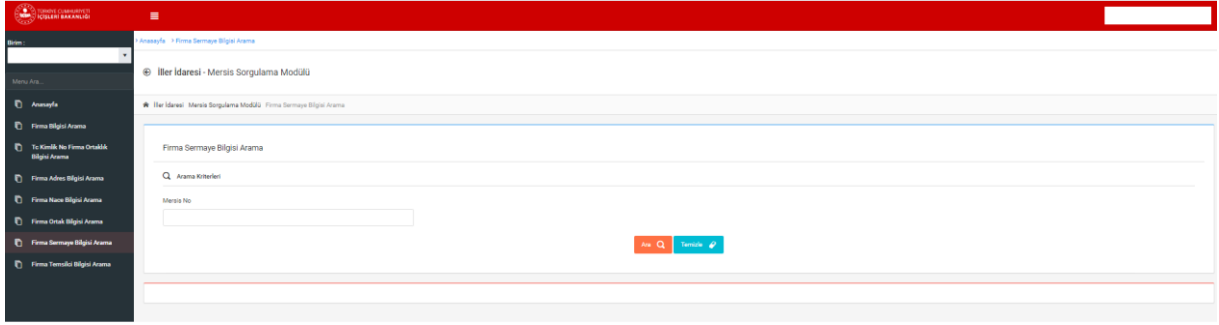 TÜRKİYE CUMHURİYETİ
İÇİŞLERİ BAKANLIĞI
Birim :
Menu Ara...
Anasayfa
Firma Bilgisi Arama
Tc Kimlik No Firma Ortaklık
Bilgisi Arama
Firma Adres Bilgisi Arama
Firma Nace Bilgisi Arama
Firma Ortak Bilgisi Arama
Firma Sermaye Bilgisi Arama
Firma Temsilci Bilgisi Arama
Anasayfa Firma Sermaye Bilgisi Arama
İller İdaresi - Mersis Sorgulama Modülü
İller İdaresi Mersis Sorgulama Modülü Firma Sermaye Bilgisi Arama
Firma Sermaye Bilgisi Arama
Arama Kriterleri
Mersis No
Ara Temizle